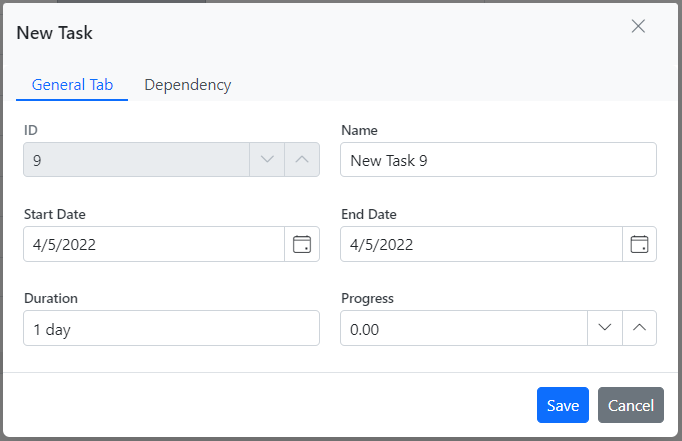 New Task
General Tab Dependency
ID Name
9 New Task 9
Start Date End Date
4/5/2022 4/5/2022
Duration Progress
1 day 0.00
Save Cancel